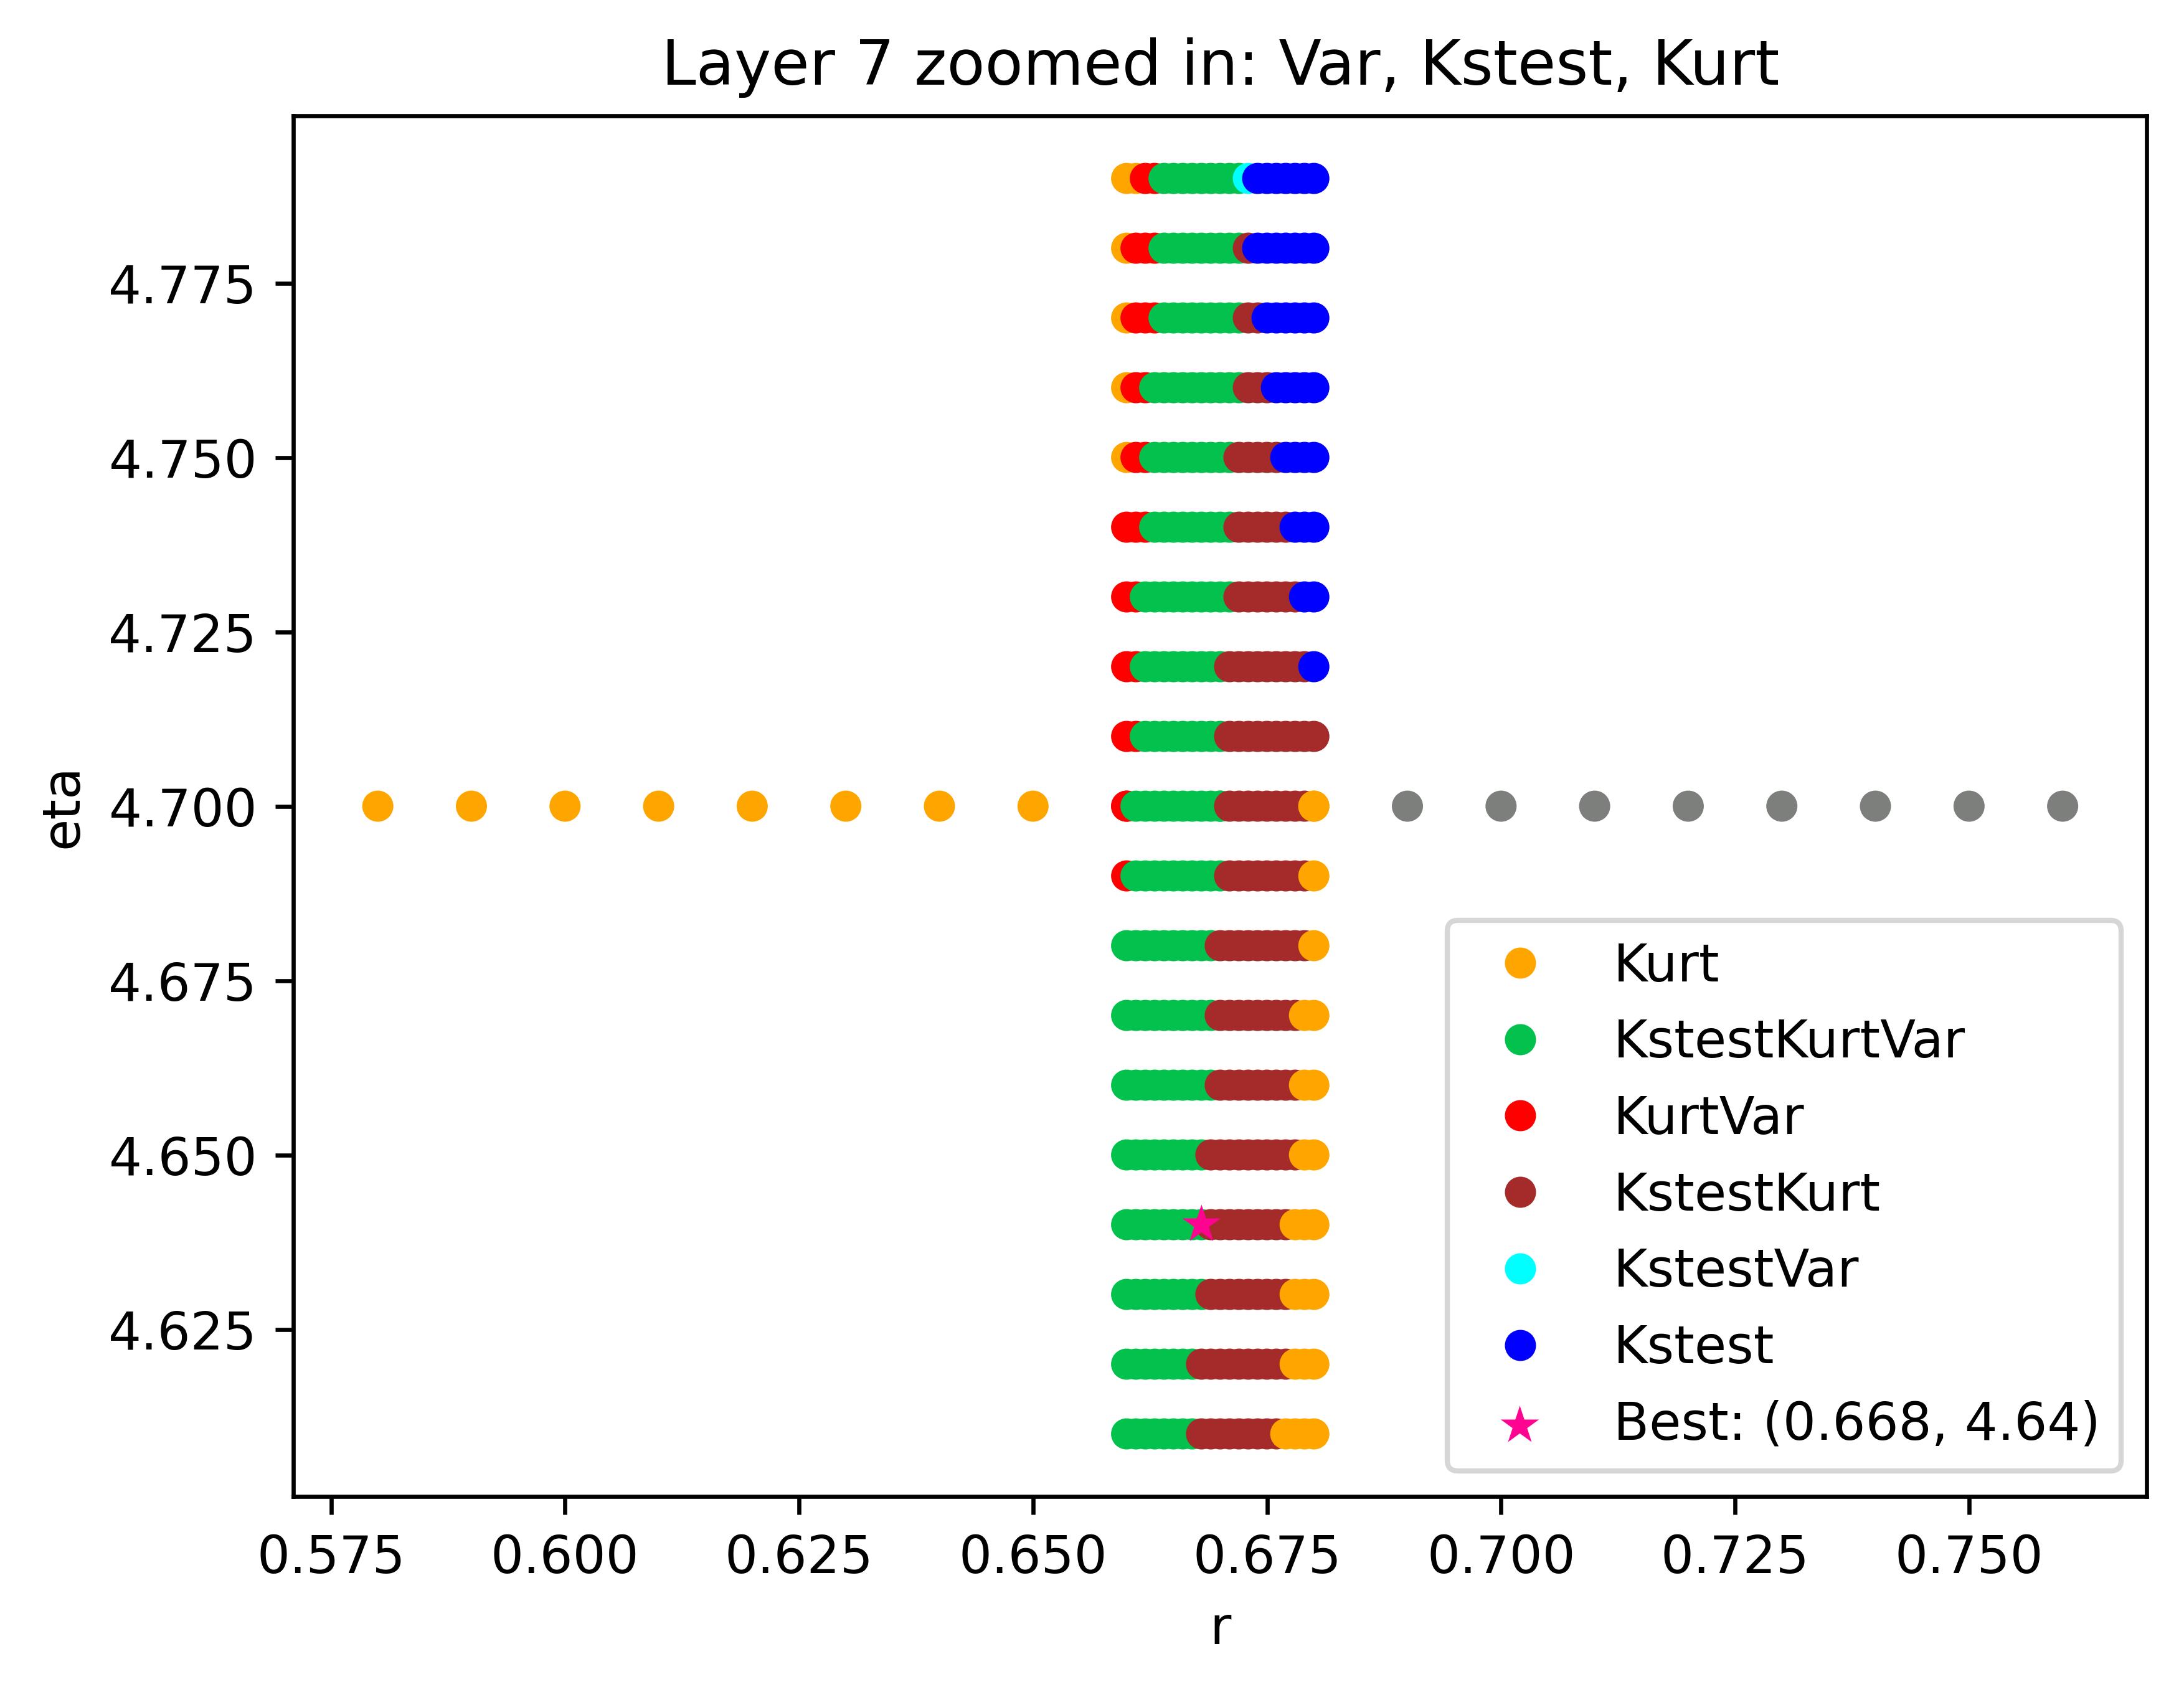 Layer 7 zoomed in: Var, Kstest, Kurt
eta
4.775
4.750
4.725
4.700
4.675
4.650
4.625
Kurt
KstestKurtVar
KurtVar
KstestKurt
KstestVar
Kstest
Best: (0.668, 4.64)
0.575 0.600 0.625 0.650 0.675 0.700 0.725 0.750
r